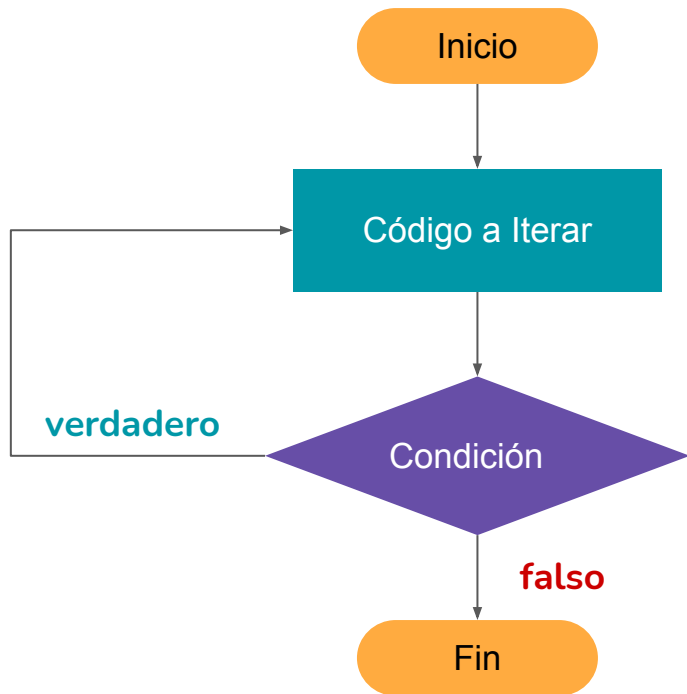 Inicio
Código a Iterar
verdadero
Condición
falso
Fin